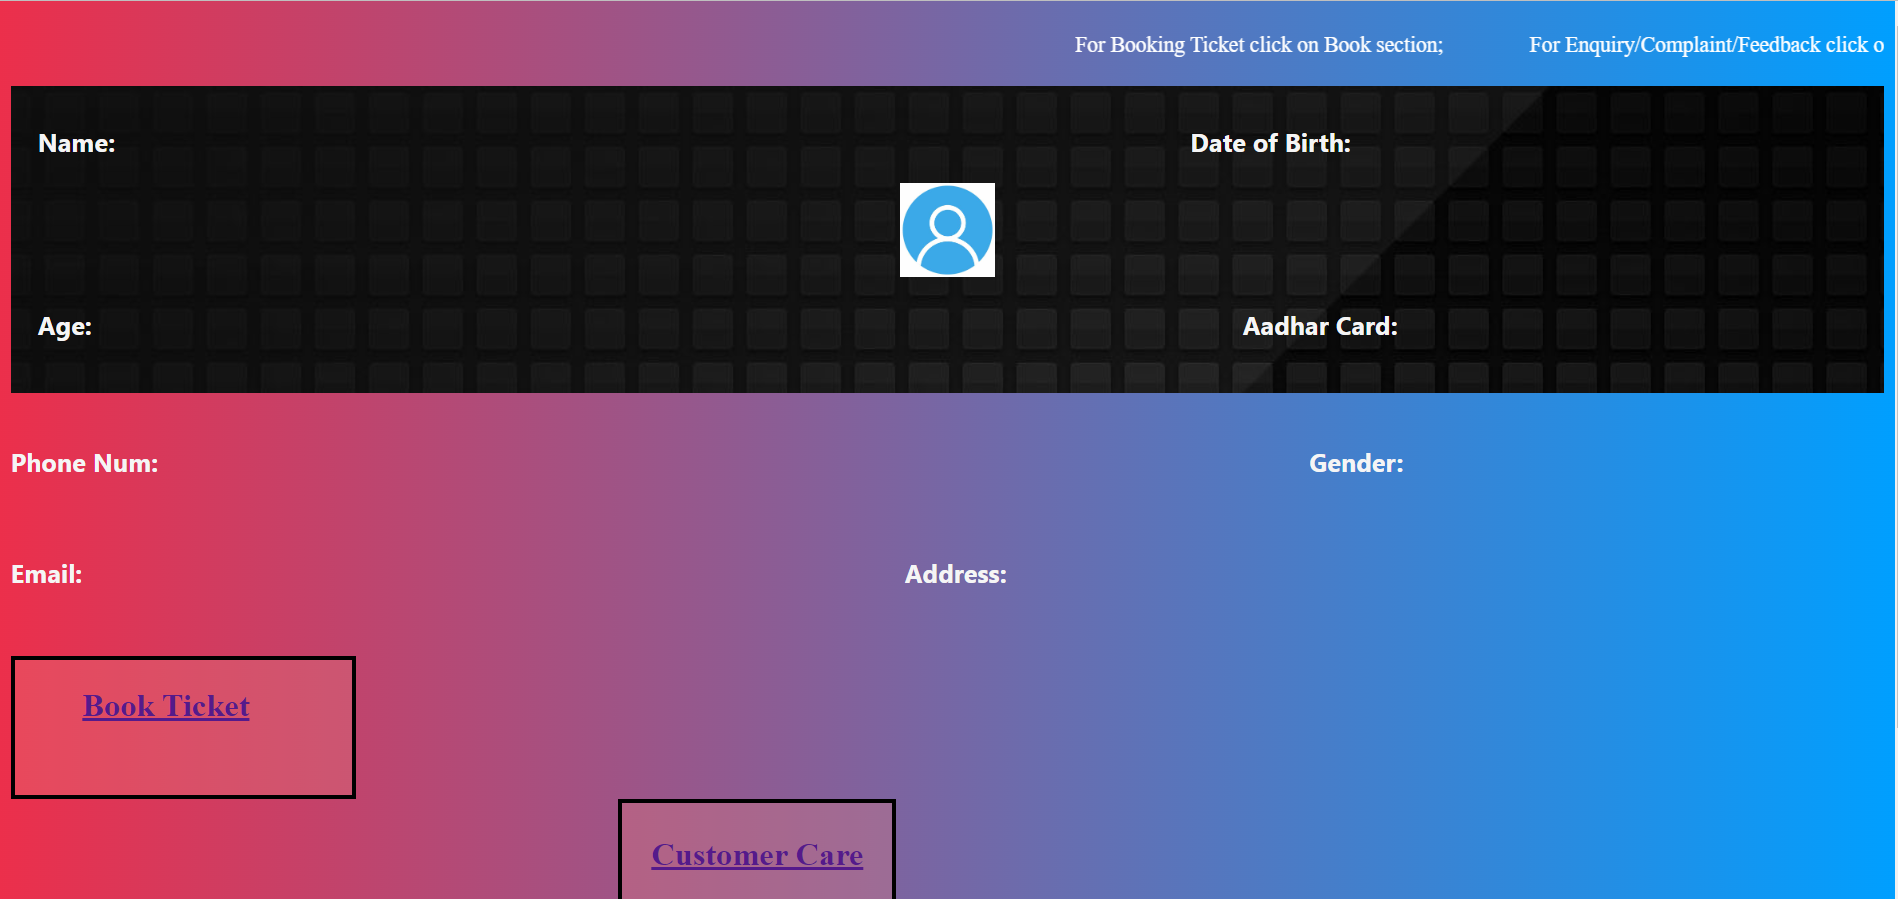 For Booking Ticket click on Book section; For Enquiry/Complaint/Feedback click o
Name: Date of Birth:
Age: Aadhar Card:
Phone Num: Gender:
Email: Address:
Book Ticket
Customer Care